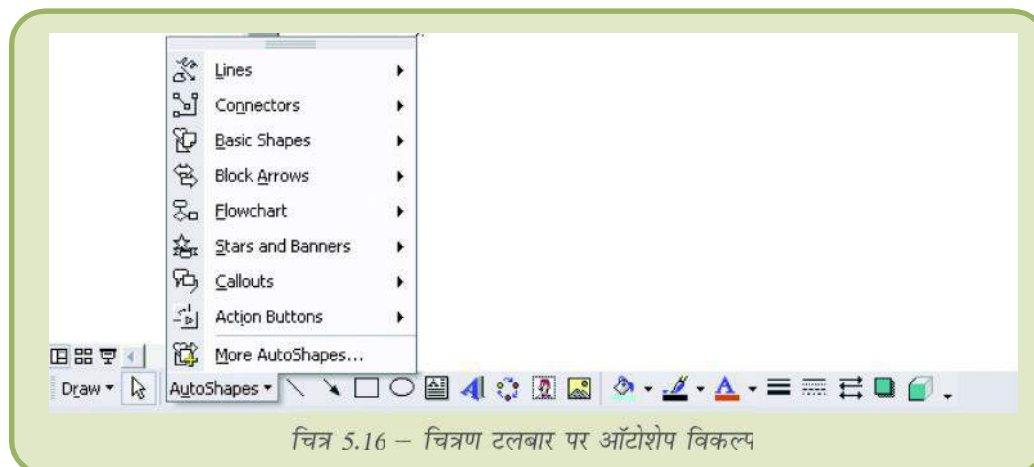 Lines
Connectors
Basic Shapes
Block Arrows
Flowchart
Stars and Banners
Callouts
Action Buttons
More AutoShapes...
Draw AutoShapes A A
चित्र 5.16 – चित्रण टलबार पर ऑटोशेप विकल्प